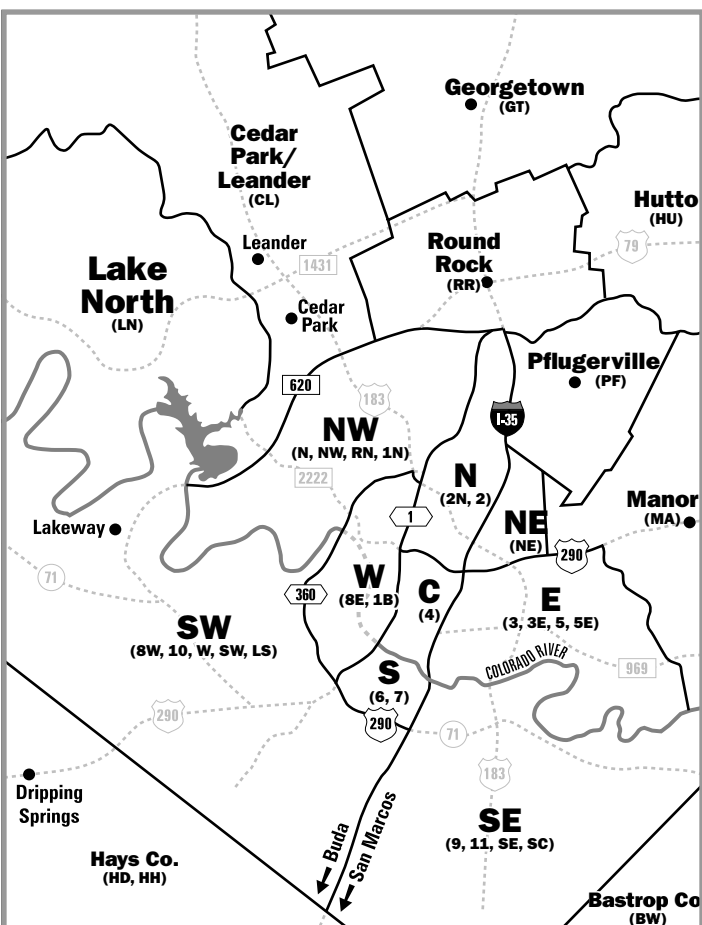 Georgetown
(GT)
Cedar
Park/
Leander
(CL)
Hutto
(HU)
Leander
Round
Rock
(RR)
79
1431
Lake
North
(LN)
Cedar
Park
Pflugerville
(PF)
620
183
I-35
NW
(N, NW, RN, 1N)
N
(2N, 2)
2222
Manor
(MA)
1
NE
(NE)
Lakeway
290
71
360
W
(8E, 1B)
C
(4)
E
(3, 3E, 5, 5E)
SW
(8W, 10, W, SW, LS)
COLORADO RIVER
969
S
(6, 7)
290
290
71
183
Dripping
Springs
SE
(9, 11, SE, SC)
Buda
San Marcos
Hays Co.
(HD, HH)
Bastrop Co
(BW)